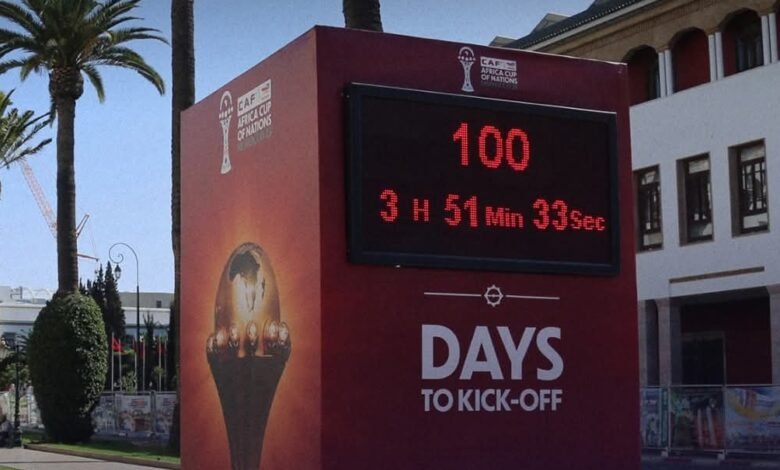 CAF
AFRICA CUP
OF NATIONS
CAF
AFRICA CUP
OF NATIONS
100
3 H 51 Min 33 Sec
DAYS
TO KICK-OFF